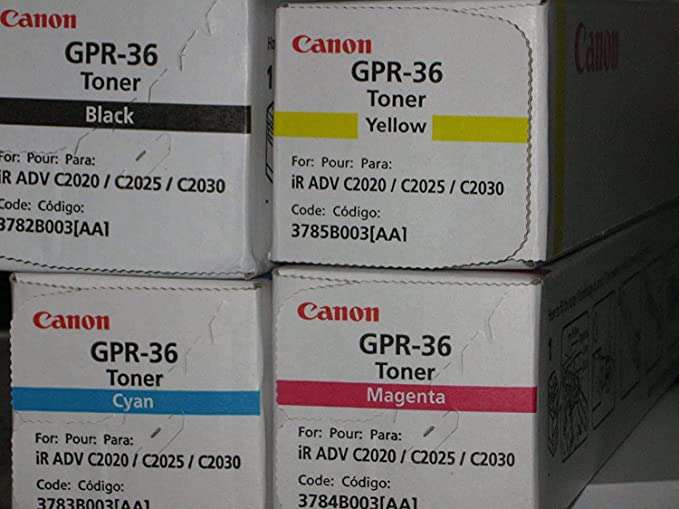 Canon
GPR-36
Toner
Black
For: Pour: Para:
iR ADV C2020 / C2025 / C2030
Code: Código:
3782B003[AA]
Canon
GPR-36
Toner
Yellow
For: Pour: Para:
iR ADV C2020 / C2025 / C2030
Code: Código:
3785B003[AA]
Canon
1
Canon
GPR-36
Toner
Cyan
For: Pour: Para:
iR ADV C2020 / C2025 / C2030
Code: Código:
3783B003[AA]
Canon
GPR-36
Toner
Magenta
For: Pour: Para:
iR ADV C2020 / C2025 / C2030
Code: Código:
3784B003[AA]
1